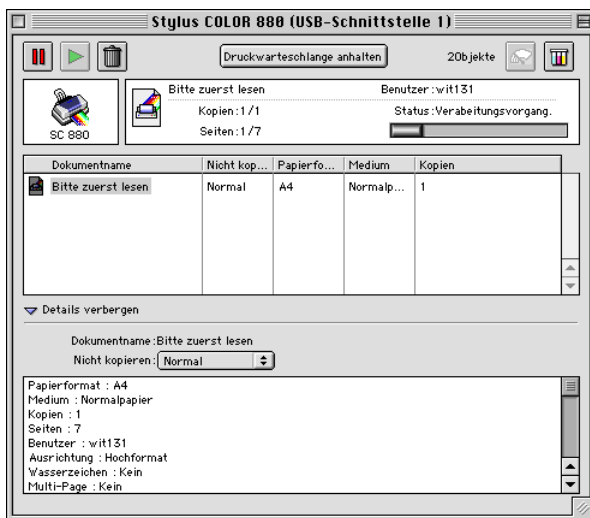 Stylus COLOR 880 (USB-Schnittstelle 1)
Druckwarteschlange anhalten
2Objekte
SC 880
Bitte zuerst lesen
Benutzer:wit131
Kopien:1/1
Status:Verabeitungsvorgang.
Seiten:1/7
Dokumentname Nicht kop... Papierfo... Medium Kopien
Bitte zuerst lesen Normal A4 Normalp... 1
Details verbergen
Dokumentname:Bitte zuerst lesen
Nicht kopieren: Normal
Papierformat : A4
Medium : Normalpapier
Kopien : 1
Seiten : 7
Benutzer : wit131
Ausrichtung : Hochformat
Wasserzeichen : Kein
Multi-Page : Kein